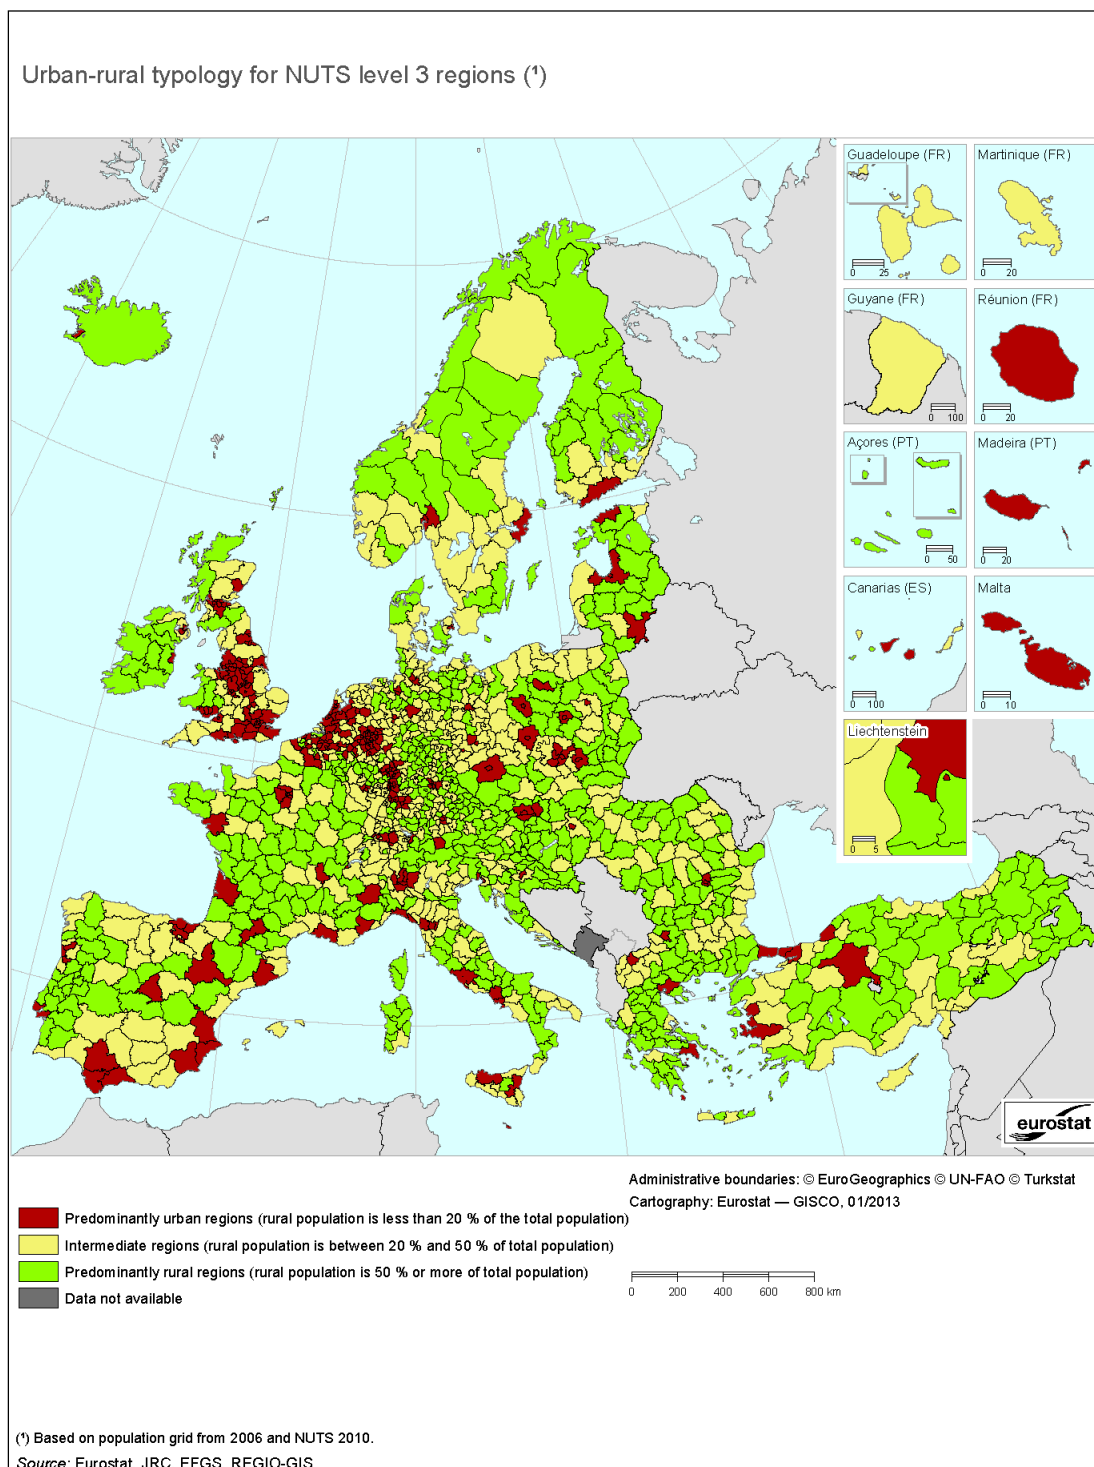 Urban-rural typology for NUTS level 3 regions (¹)
Guadeloupe (FR)
0 25
Martinique (FR)
0 20
Guyane (FR)
0 100
Réunion (FR)
0 20
Açores (PT)
0 50
Madeira (PT)
0 20
Canarias (ES)
0 100
Malta
0 10
Liechtenstein
0 5
eurostat
Administrative boundaries: © EuroGeographics © UN-FAO © Turkstat
Cartography: Eurostat — GISCO, 01/2013
Predominantly urban regions (rural population is less than 20 % of the total population)
Intermediate regions (rural population is between 20 % and 50 % of total population)
Predominantly rural regions (rural population is 50 % or more of total population)
Data not available
0 200 400 600 800 km
(¹) Based on population grid from 2006 and NUTS 2010.
Source: Eurostat, JRC, EFGS, REGIO-GIS